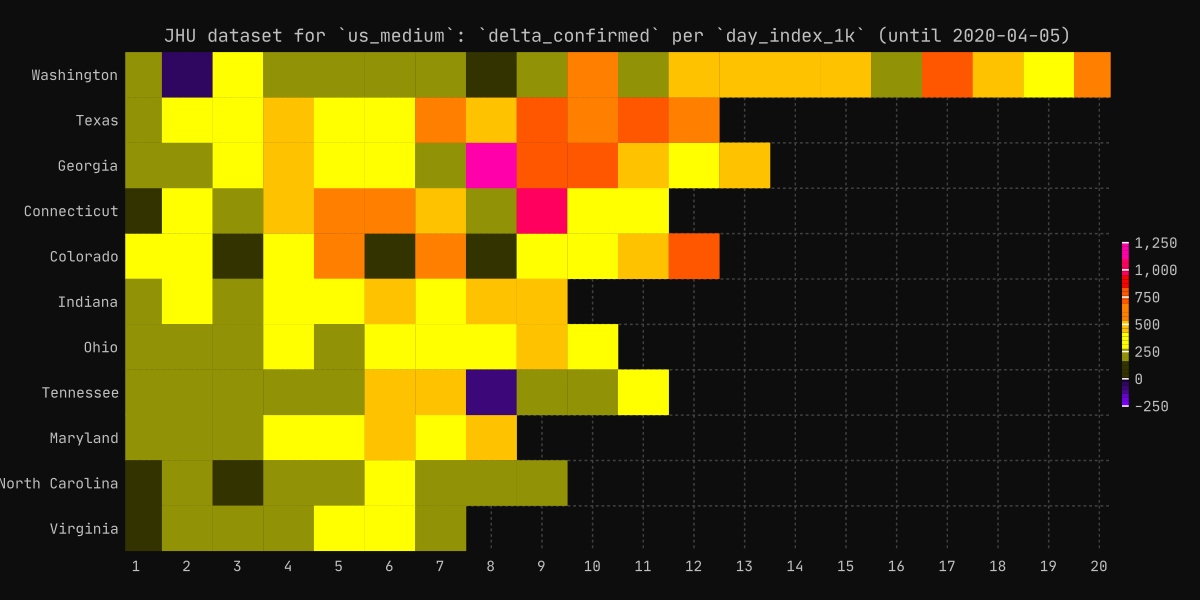 JHU dataset for `us_medium`: `delta_confirmed` per `day_index_1k` (until 2020-04-05)
Washington
Texas
Georgia
Connecticut
Colorado
Indiana
Ohio
Tennessee
Maryland
North Carolina
Virginia
1 2 3 4 5 6 7 8 9 10 11 12 13 14 15 16 17 18 19 20
1,250
1,000
750
500
250
0
-250